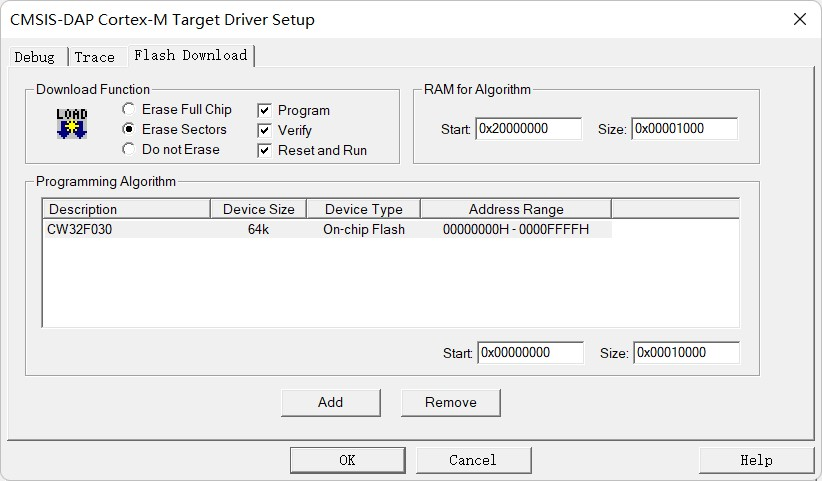 CMSIS-DAP Cortex-M Target Driver Setup
Debug Trace Flash Download
Download Function
LOAD
Erase Full Chip
Erase Sectors
Do not Erase
Program
Verify
Reset and Run
RAM for Algorithm
Start: 0x20000000 Size: 0x00001000
Programming Algorithm
Description Device Size Device Type Address Range
CW32F030 64k On-chip Flash 00000000H - 0000FFFFH
Start: 0x00000000 Size: 0x00010000
Add Remove
OK Cancel Help